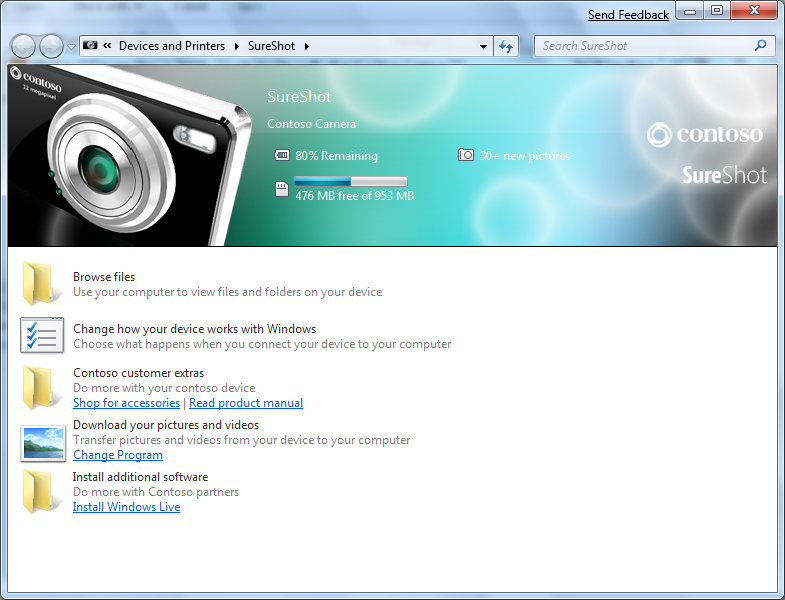 Send Feedback
« Devices and Printers SureShot
Search SureShot
contoso
12 megapixel
SureShot
Contoso Camera
80% Remaining
30+ new pictures
476 MB free of 953 MB
contoso
SureShot
Browse files
Use your computer to view files and folders on your device
Change how your device works with Windows
Choose what happens when you connect your device to your computer
Contoso customer extras
Do more with your contoso device
Shop for accessories | Read product manual
Download your pictures and videos
Transfer pictures and videos from your device to your computer
Change Program
Install additional software
Do more with Contoso partners
Install Windows Live